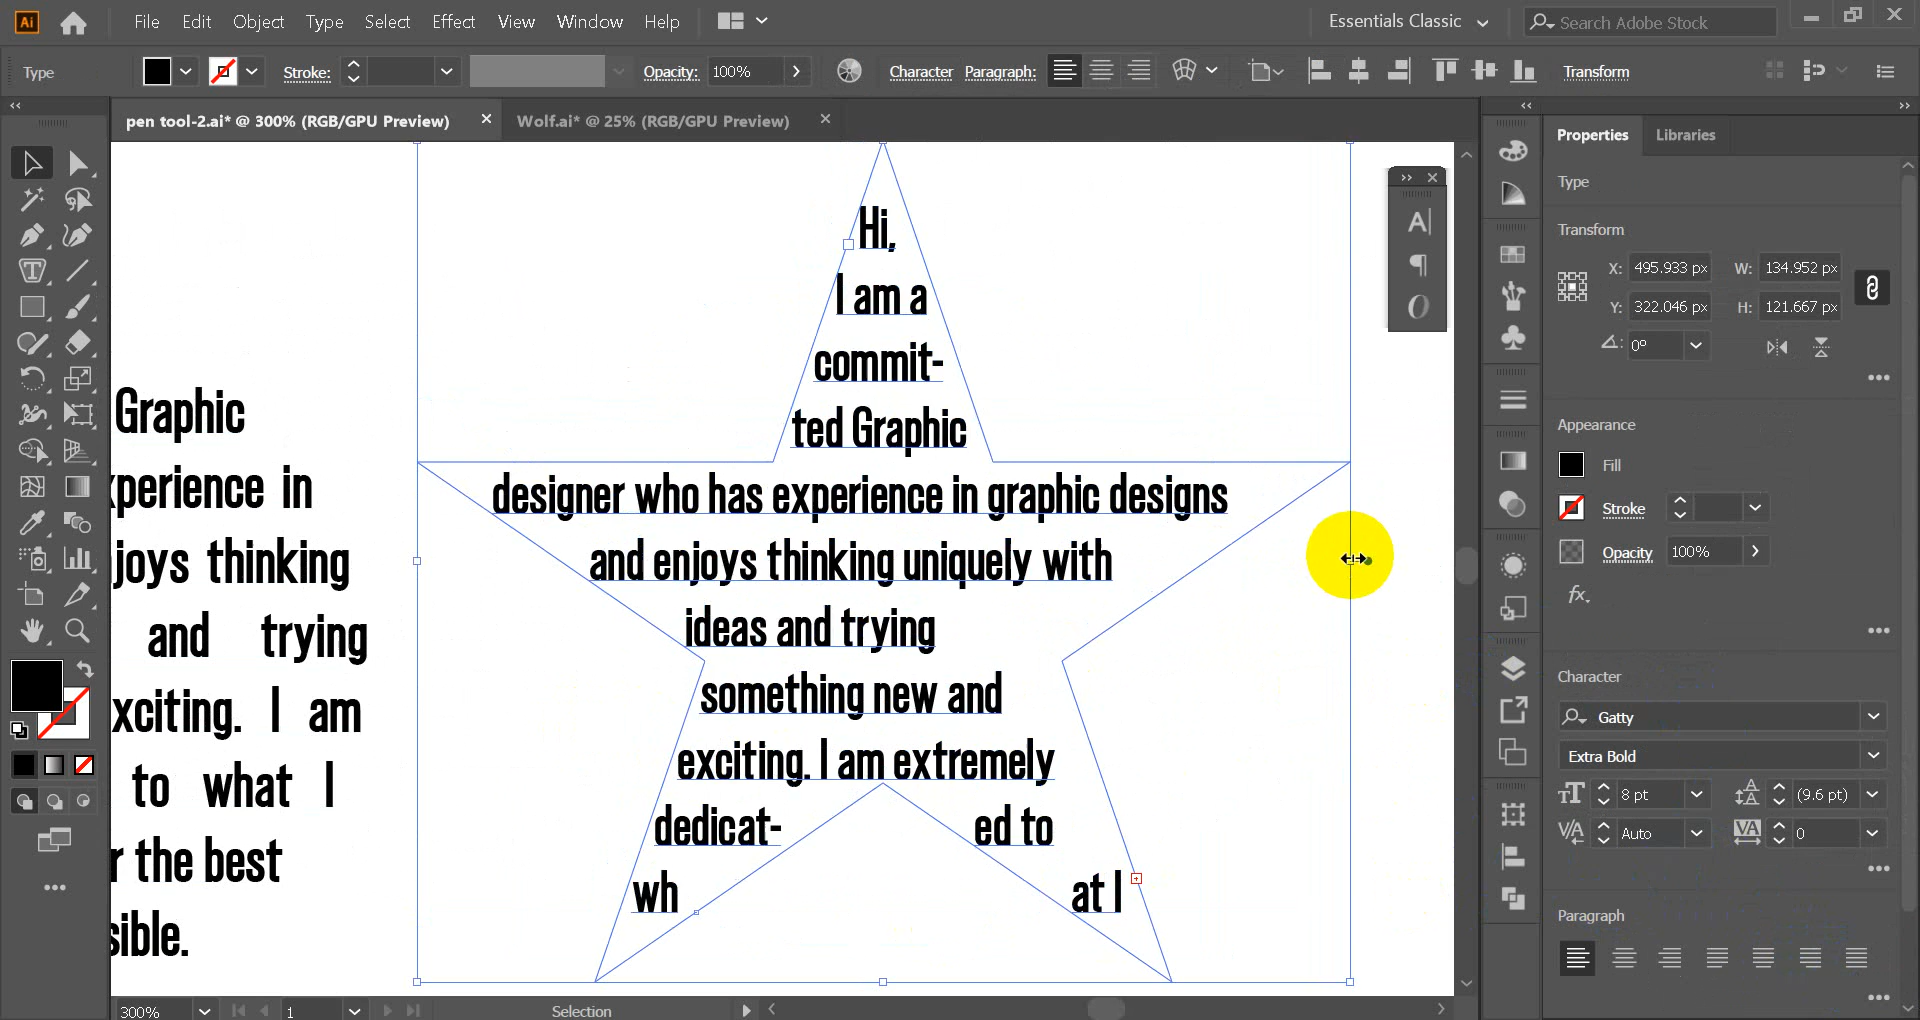 Ai File Edit Object Type Select Effect View Window Help Essentials Classic Search Adobe Stock
Type Stroke: Opacity: 100% Character Paragraph: Transform
pen tool-2.ai* @ 300% (RGB/GPU Preview) Wolf.ai* @ 25% (RGB/GPU Preview)
Properties Libraries
Type
Transform
X: 495.933 px W: 134.952 px
Y: 322.046 px H: 121.667 px
0°
Appearance
Fill
Stroke
Opacity 100%
fx.
Character
Gatty
Extra Bold
8 pt (9.6 pt)
Auto 0
Paragraph
Graphic
xperience in
joys thinking
and trying
xciting. I am
to what I
r the best
sible.
Hi,
I am a
commit-
ted Graphic
designer who has experience in graphic designs
and enjoys thinking uniquely with
ideas and trying
something new and
exciting. I am extremely
dedicat- ed to
wh at I
300% 1 Selection